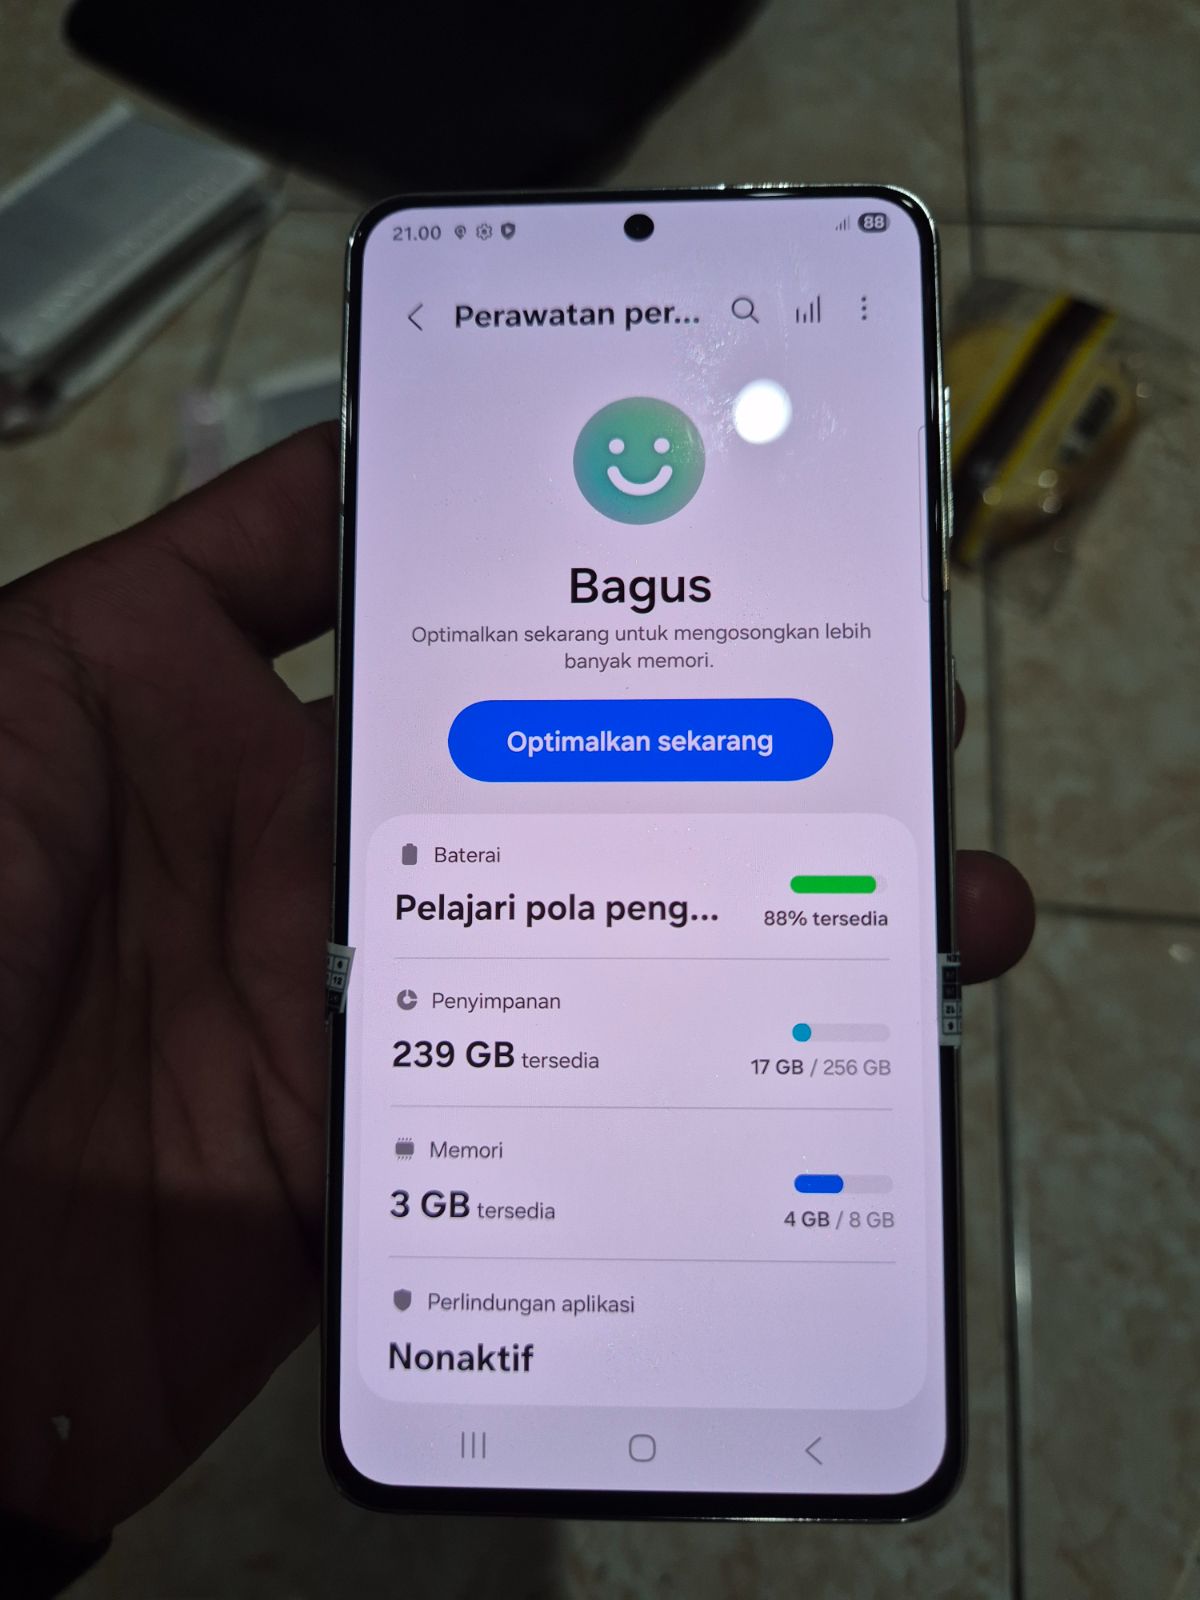 21.00
88
Perawatan per...
Bagus
Optimalkan sekarang untuk mengosongkan lebih
banyak memori.
Optimalkan sekarang
Baterai
Pelajari pola peng...
88% tersedia
Penyimpanan
239 GB tersedia
17 GB / 256 GB
Memori
3 GB tersedia
4 GB / 8 GB
Perlindungan aplikasi
Nonaktif